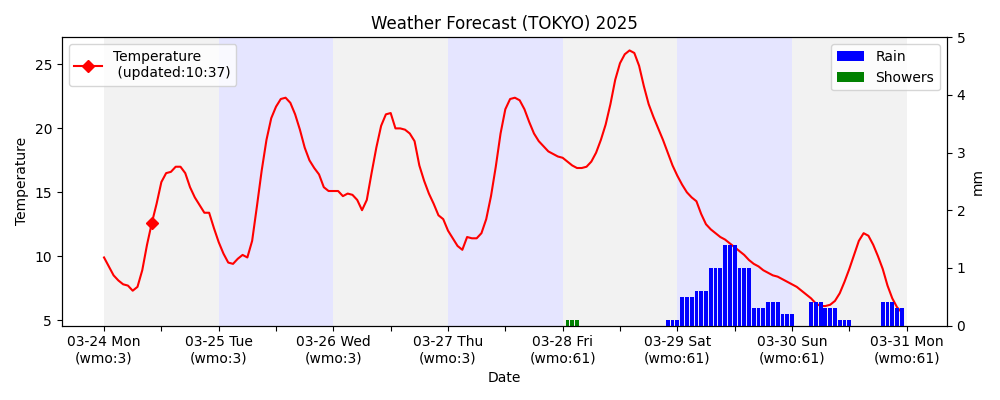 Weather Forecast (TOKYO) 2025
Temperature
(updated:10:37)
Rain
Showers
Temperature
25
20
15
10
5
mm
5
4
3
2
1
0
03-24 Mon
(wmo:3)
03-25 Tue
(wmo:3)
03-26 Wed
(wmo:3)
03-27 Thu
(wmo:3)
03-28 Fri
(wmo:61)
03-29 Sat
(wmo:61)
03-30 Sun
(wmo:61)
03-31 Mon
(wmo:61)
Date